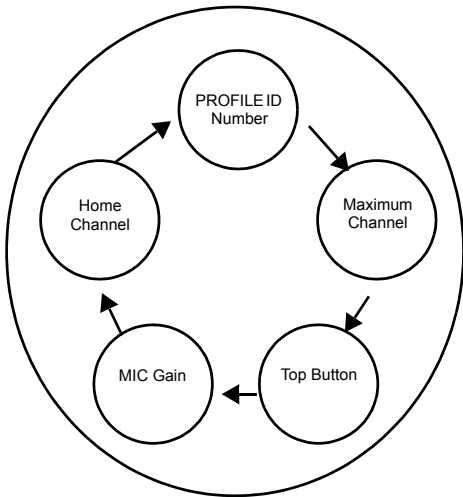 PROFILE ID
Number
Maximum
Channel
Top Button
MIC Gain
Home
Channel